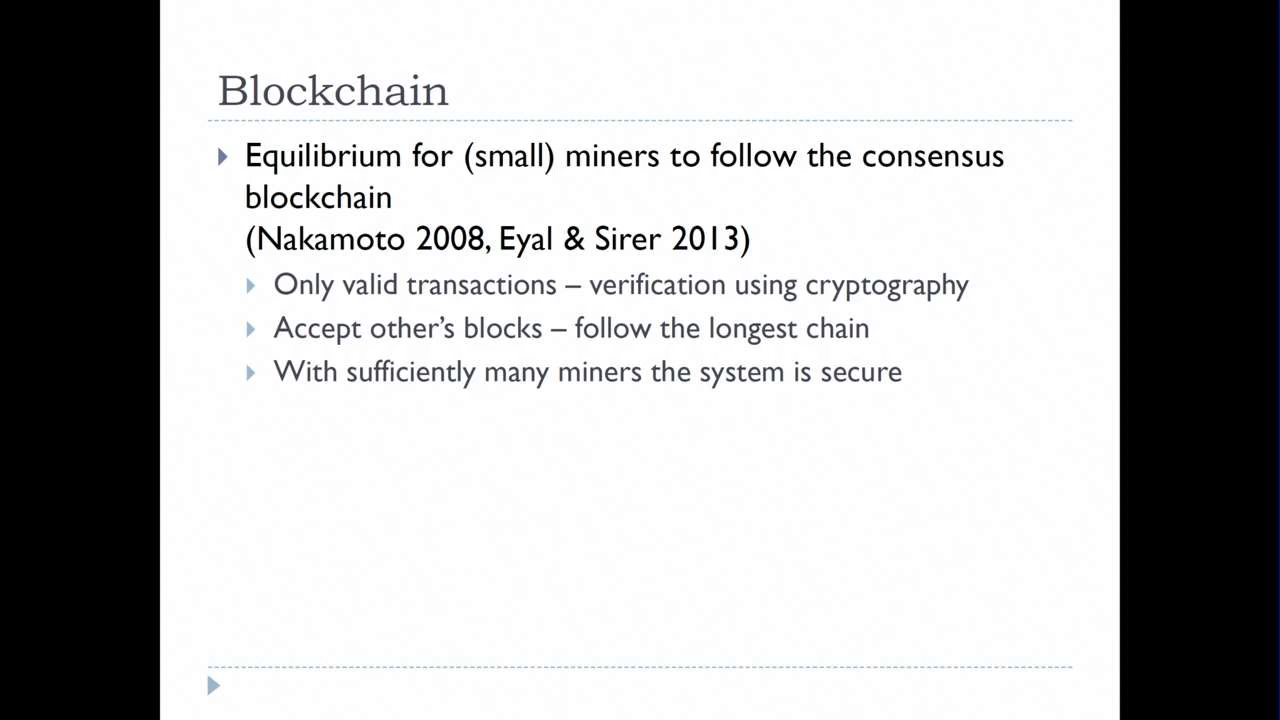 Blockchain
Equilibrium for (small) miners to follow the consensus
blockchain
(Nakamoto 2008, Eyal & Sirer 2013)
Only valid transactions – verification using cryptography
Accept other's blocks – follow the longest chain
With sufficiently many miners the system is secure